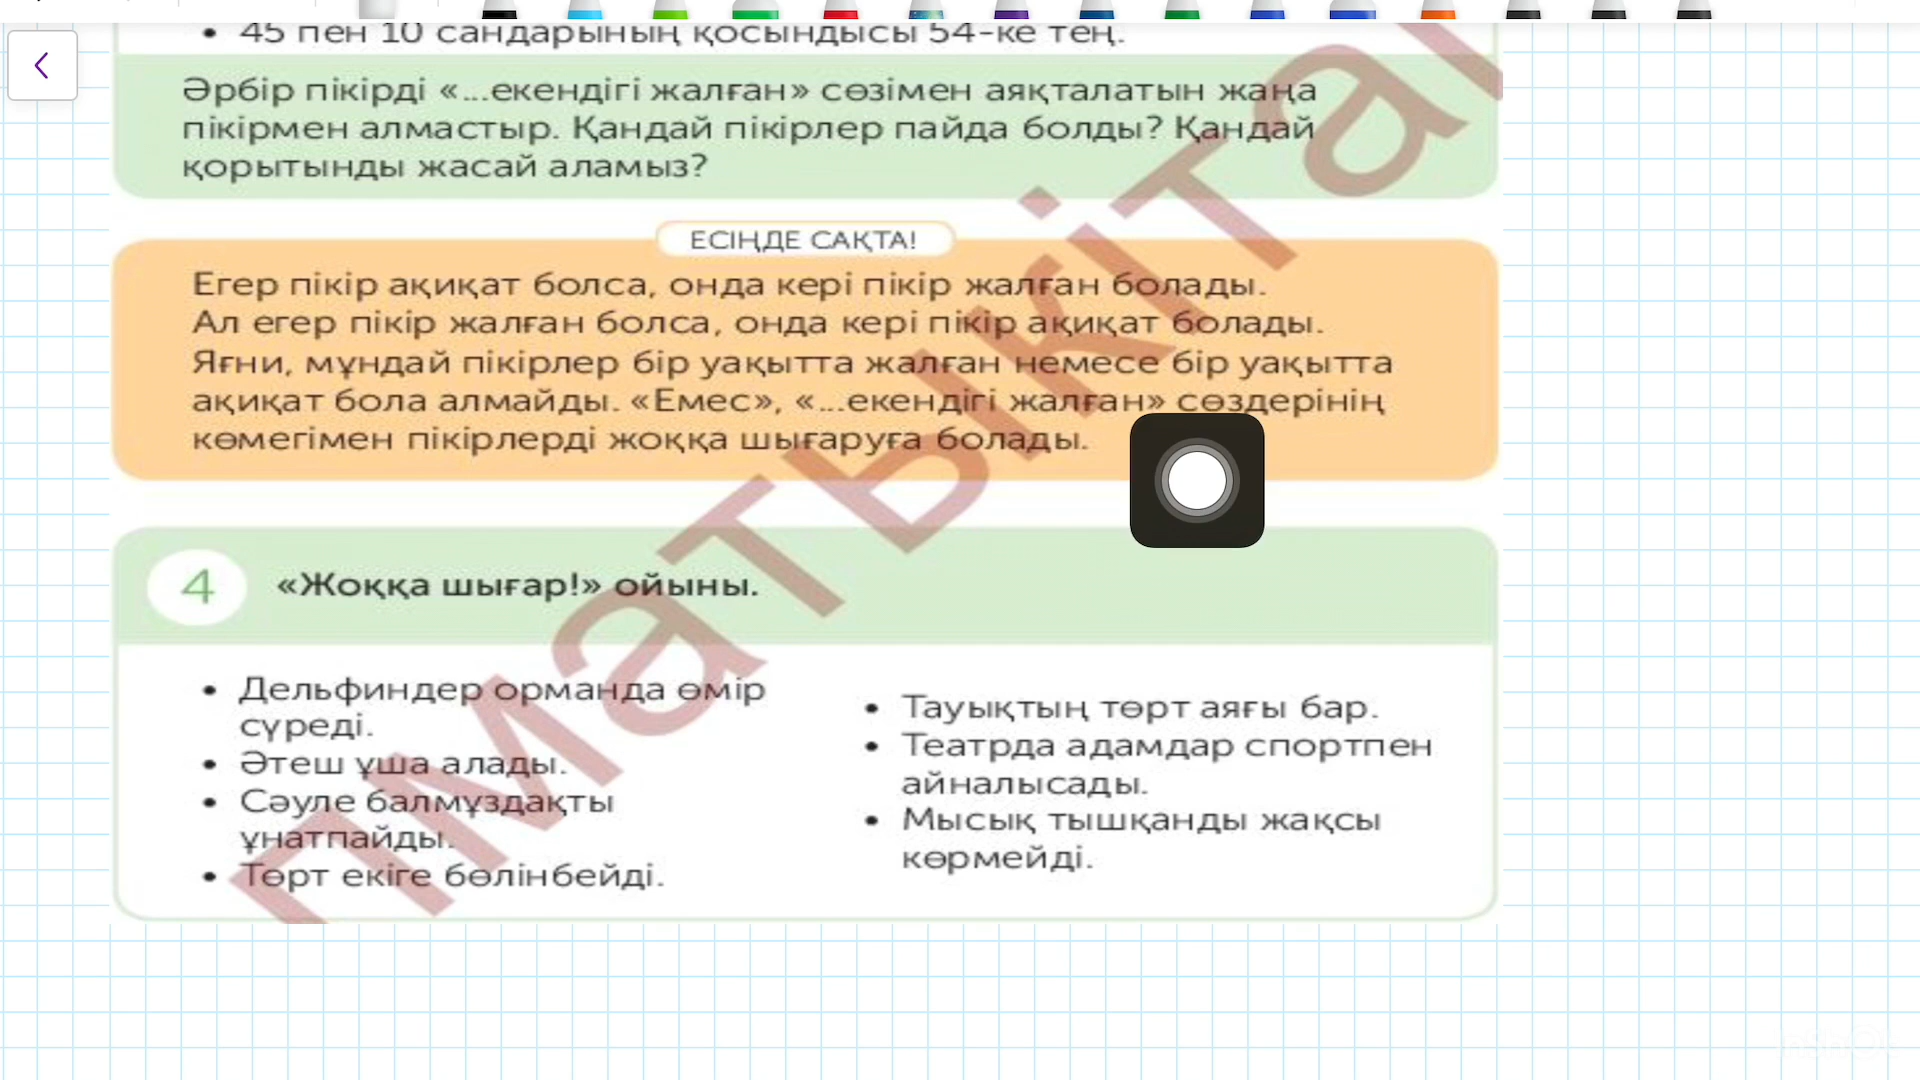 • 45 пен 10 сандарының қосындысы 54-ке тең.
Әрбір пікірді «...екендігі жалған» сөзімен аяқталатын жаңа
пікірмен алмастыр. Қандай пікірлер пайда болды? Қандай
қорытынды жасай аламыз?
ЕСІҢДЕ САҚТА!
Егер пікір ақиқат болса, онда кері пікір жалған болады.
Ал егер пікір жалған болса, онда кері пікір ақиқат болады.
Яғни, мұндай пікірлер бір уақытта жалған немесе бір уақытта
ақиқат бола алмайды. «Емес», «...екендігі жалған» сөздерінің
көмегімен пікірлерді жоққа шығаруға болады.
4 «Жоққа шығар!» ойыны.
• Дельфиндер орманда өмір
сүреді.
• Әтеш ұша алады.
• Сәуле балмұздақты
ұнатпайды.
• Төрт екіге бөлінбейді.
• Тауықтың төрт аяғы бар.
• Театрда адамдар спортпен
айналысады.
• Мысық тышқанды жақсы
көрмейді.